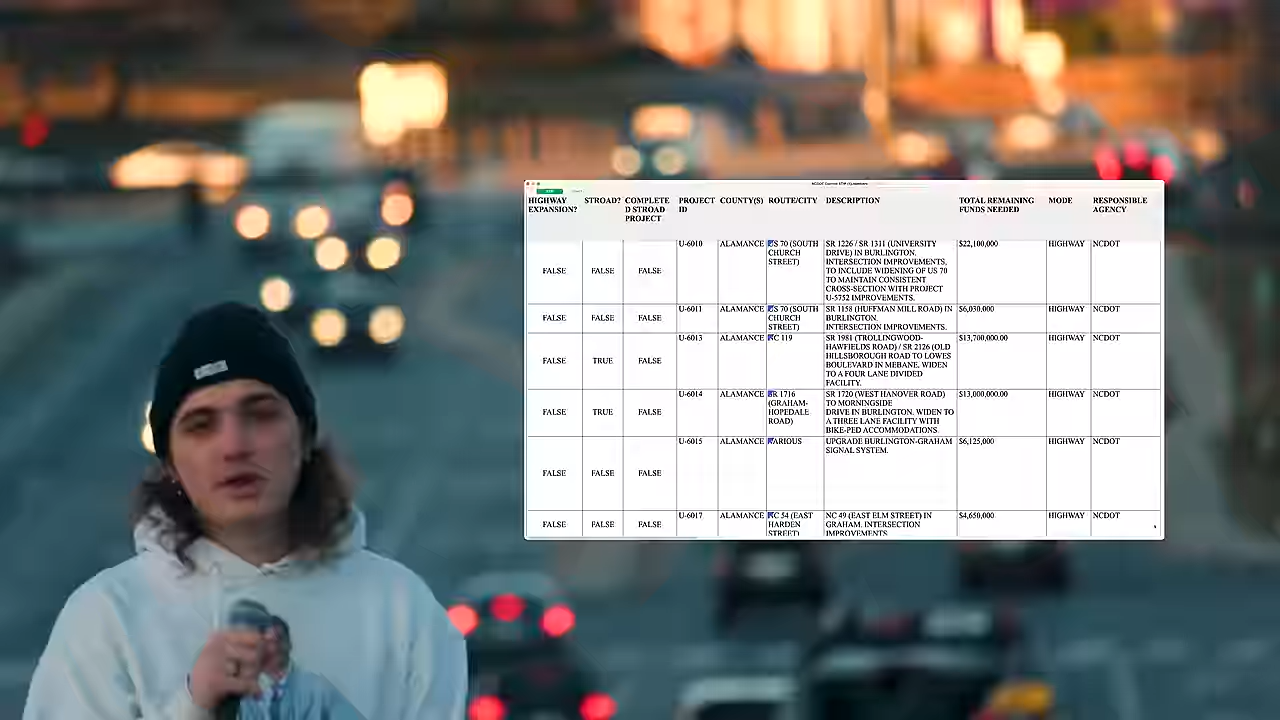 NCDOT Current STIP
HIGHWAY EXPANSION? STROAD? COMPLETE D STROAD PROJECT PROJECT ID COUNTY(S) ROUTE/CITY DESCRIPTION TOTAL REMAINING FUNDS NEEDED MODE RESPONSIBLE AGENCY
FALSE FALSE FALSE U-6010 ALAMANCE US 70 (SOUTH CHURCH STREET) SR 1226 / SR 1311 (UNIVERSITY DRIVE) IN BURLINGTON. INTERSECTION IMPROVEMENTS, TO INCLUDE WIDENING OF US 70 TO MAINTAIN CONSISTENT CROSS-SECTION WITH PROJECT U-5752 IMPROVEMENTS. $22,100,000 HIGHWAY NCDOT
FALSE FALSE FALSE U-6011 ALAMANCE US 70 (SOUTH CHURCH STREET) SR 1158 (HUFFMAN MILL ROAD) IN BURLINGTON. INTERSECTION IMPROVEMENTS. $6,030,000 HIGHWAY NCDOT
FALSE TRUE FALSE U-6013 ALAMANCE NC 119 SR 1981 (TROLLINGWOOD-HAWFIELDS ROAD) / SR 2126 (OLD HILLSBOROUGH ROAD TO LOWES BOULEVARD IN MEBANE. WIDEN TO A FOUR LANE DIVIDED FACILITY. $13,700,000.00 HIGHWAY NCDOT
FALSE TRUE FALSE U-6014 ALAMANCE SR 1716 (GRAHAM-HOPEDALE ROAD) SR 1720 (WEST HANOVER ROAD) TO MORNINGSIDE DRIVE IN BURLINGTON. WIDEN TO A THREE LANE FACILITY WITH BIKE-PED ACCOMMODATIONS. $13,000,000.00 HIGHWAY NCDOT
FALSE FALSE FALSE U-6015 ALAMANCE VARIOUS UPGRADE BURLINGTON-GRAHAM SIGNAL SYSTEM. $6,125,000 HIGHWAY NCDOT
FALSE FALSE FALSE U-6017 ALAMANCE NC 54 (EAST HARDEN STREET) NC 49 (EAST ELM STREET) IN GRAHAM. INTERSECTION IMPROVEMENTS $4,650,000 HIGHWAY NCDOT